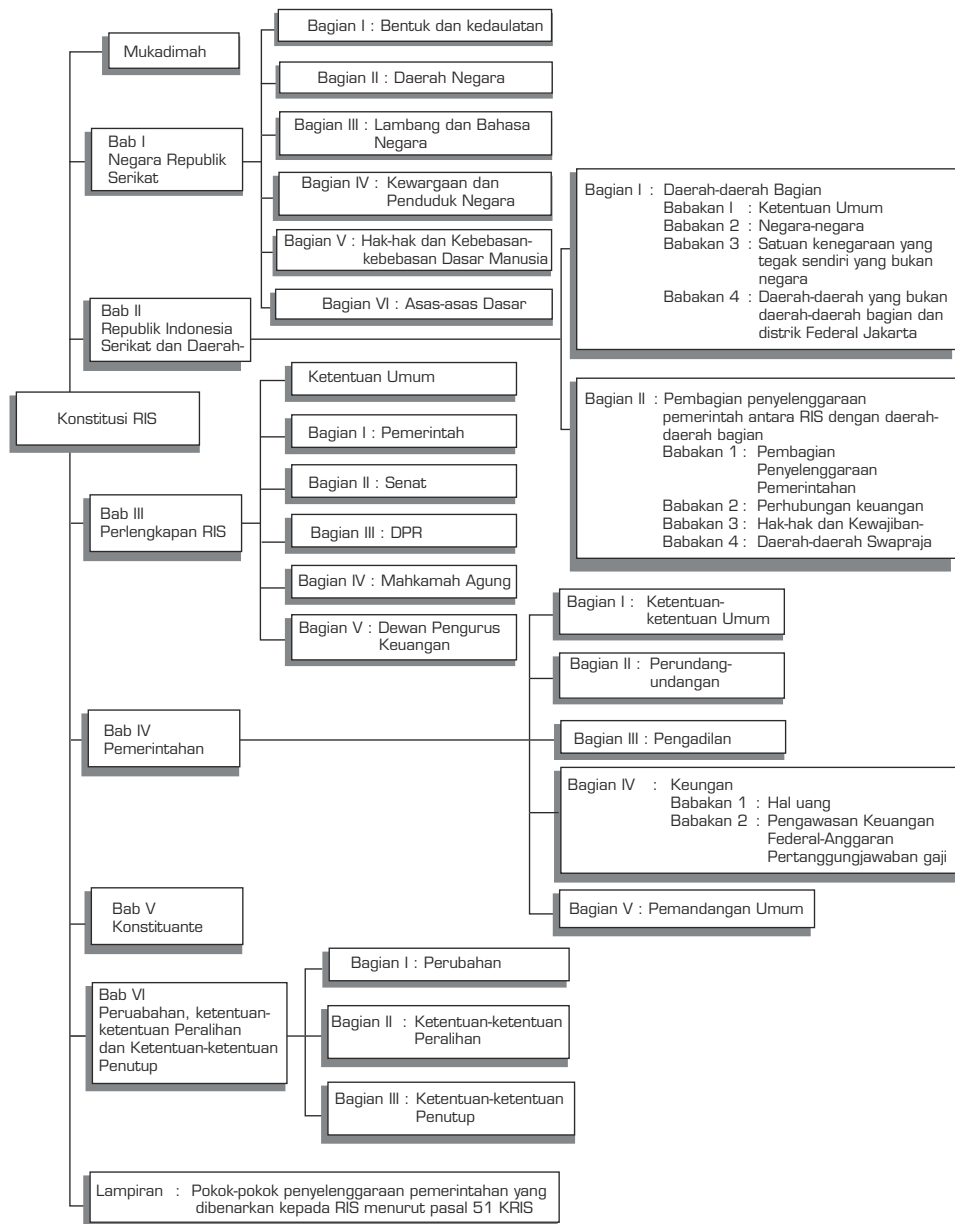 Konstitusi RIS
Mukadimah
Bab I
Negara Republik
Serikat
Bagian I : Bentuk dan kedaulatan
Bagian II : Daerah Negara
Bagian III : Lambang dan Bahasa
Negara
Bagian IV : Kewargaan dan
Penduduk Negara
Bagian V : Hak-hak dan Kebebasan-
kebebasan Dasar Manusia
Bagian VI : Asas-asas Dasar
Bab II
Republik Indonesia
Serikat dan Daerah-
Bagian I : Daerah-daerah Bagian
Babakan I : Ketentuan Umum
Babakan 2 : Negara-negara
Babakan 3 : Satuan kenegaraan yang
tegak sendiri yang bukan
negara
Babakan 4 : Daerah-daerah yang bukan
daerah-daerah bagian dan
distrik Federal Jakarta
Bagian II : Pembagian penyelenggaraan
pemerintah antara RIS dengan daerah-
daerah bagian
Babakan 1 : Pembagian
Penyelenggaraan
Pemerintahan
Babakan 2 : Perhubungan keuangan
Babakan 3 : Hak-hak dan Kewajiban-
Babakan 4 : Daerah-daerah Swapraja
Bab III
Perlengkapan RIS
Ketentuan Umum
Bagian I : Pemerintah
Bagian II : Senat
Bagian III : DPR
Bagian IV : Mahkamah Agung
Bagian V : Dewan Pengurus
Keuangan
Bab IV
Pemerintahan
Bagian I : Ketentuan-
ketentuan Umum
Bagian II : Perundang-
undangan
Bagian III : Pengadilan
Bagian IV : Keungan
Babakan 1 : Hal uang
Babakan 2 : Pengawasan Keuangan
Federal-Anggaran
Pertanggungjawaban gaji
Bagian V : Pemandangan Umum
Bab V
Konstituante
Bab VI
Peruabahan, ketentuan-
ketentuan Peralihan
dan Ketentuan-ketentuan
Penutup
Bagian I : Perubahan
Bagian II : Ketentuan-ketentuan
Peralihan
Bagian III : Ketentuan-ketentuan
Penutup
Lampiran : Pokok-pokok penyelenggaraan pemerintahan yang
dibenarkan kepada RIS menurut pasal 51 KRIS